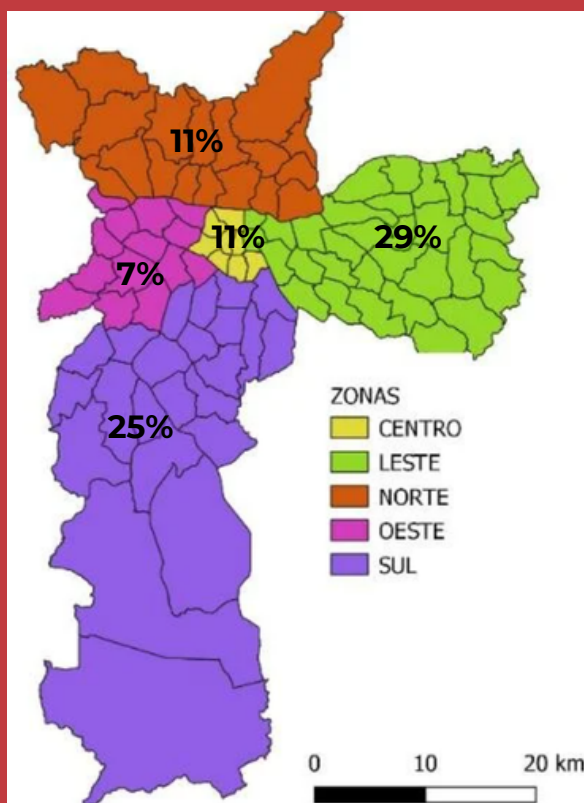 11%
11%
29%
7%
25%
ZONAS
CENTRO
LESTE
NORTE
OESTE
SUL
0 10 20 km